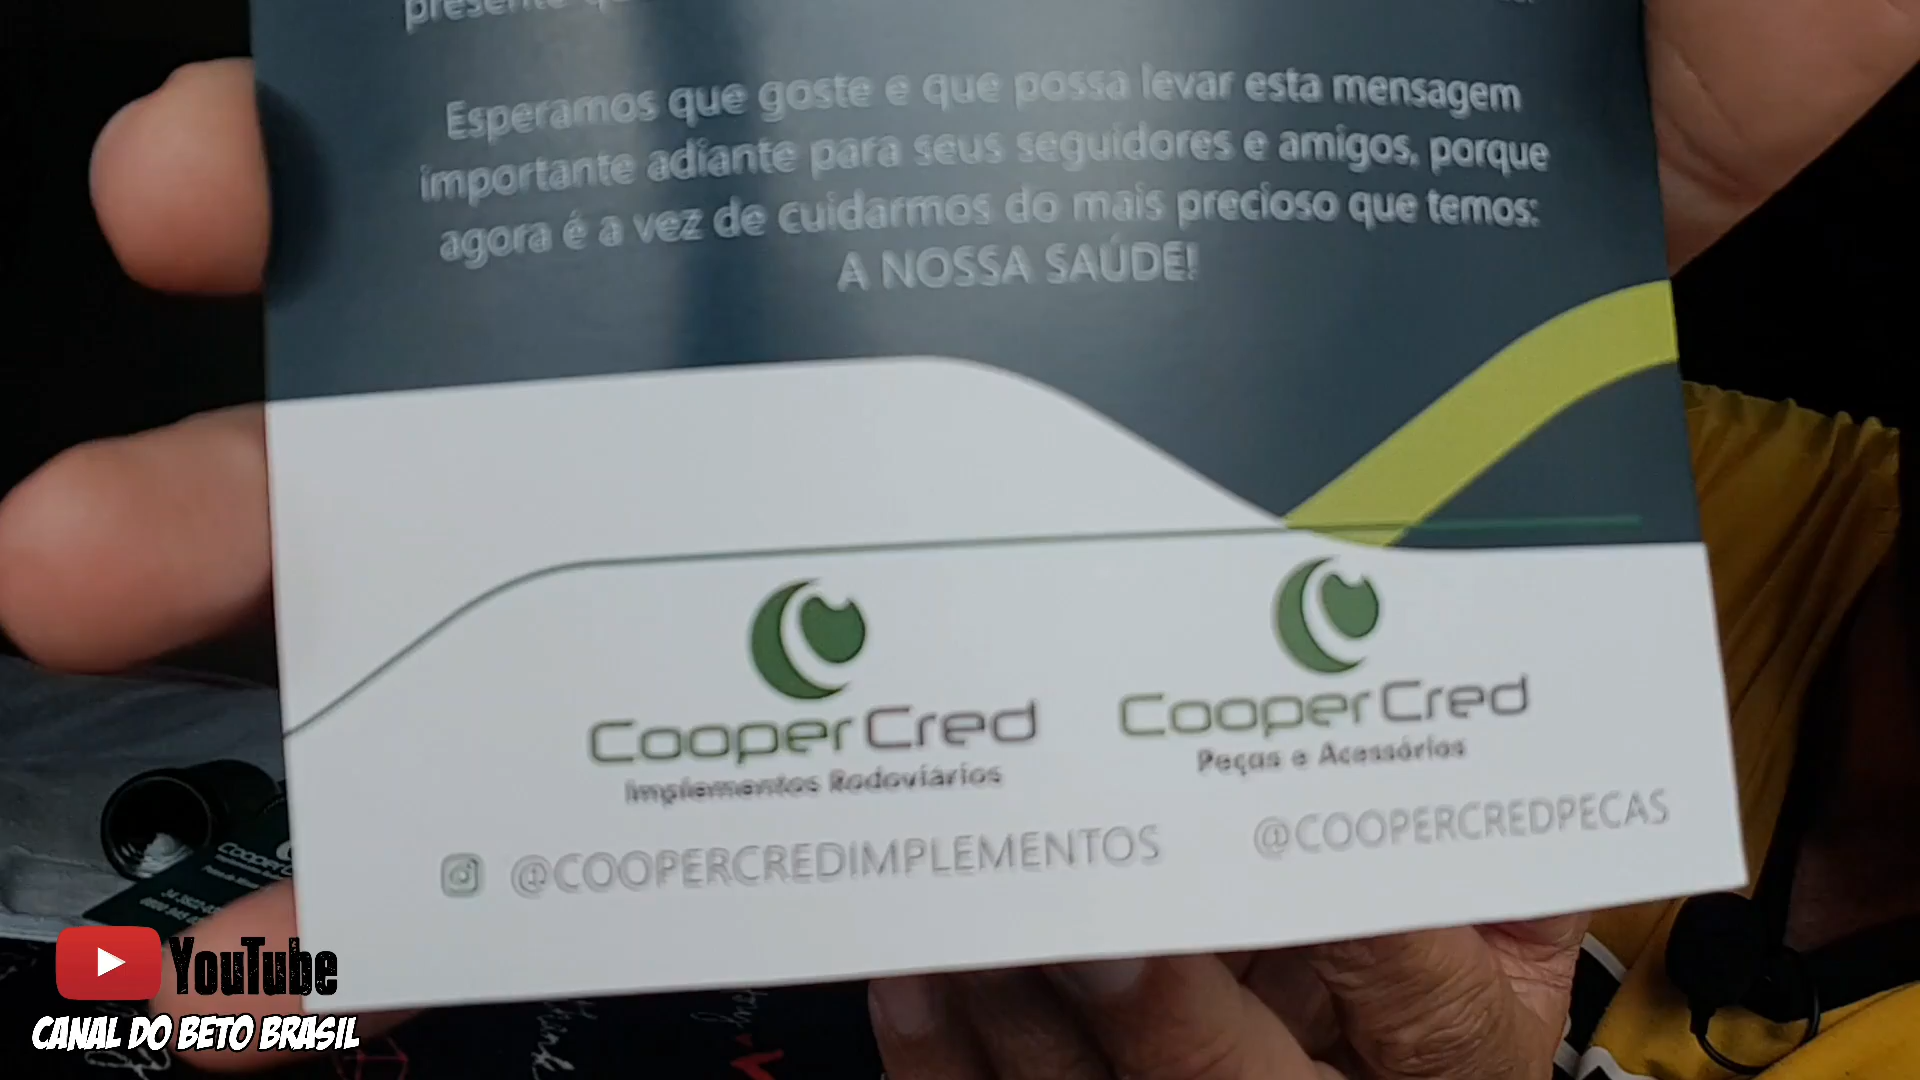 presente
Esperamos que goste e que possa levar esta mensagem
importante adiante para seus seguidores e amigos, porque
agora é a vez de cuidarmos do mais precioso que temos:
A NOSSA SAÚDE!
CooperCred
Implementos Rodoviários
CooperCred
Peças e Acessórios
@COOPERCREDIMPLEMENTOS
@COOPERCREDPECAS
YouTube
CANAL DO BETO BRASIL